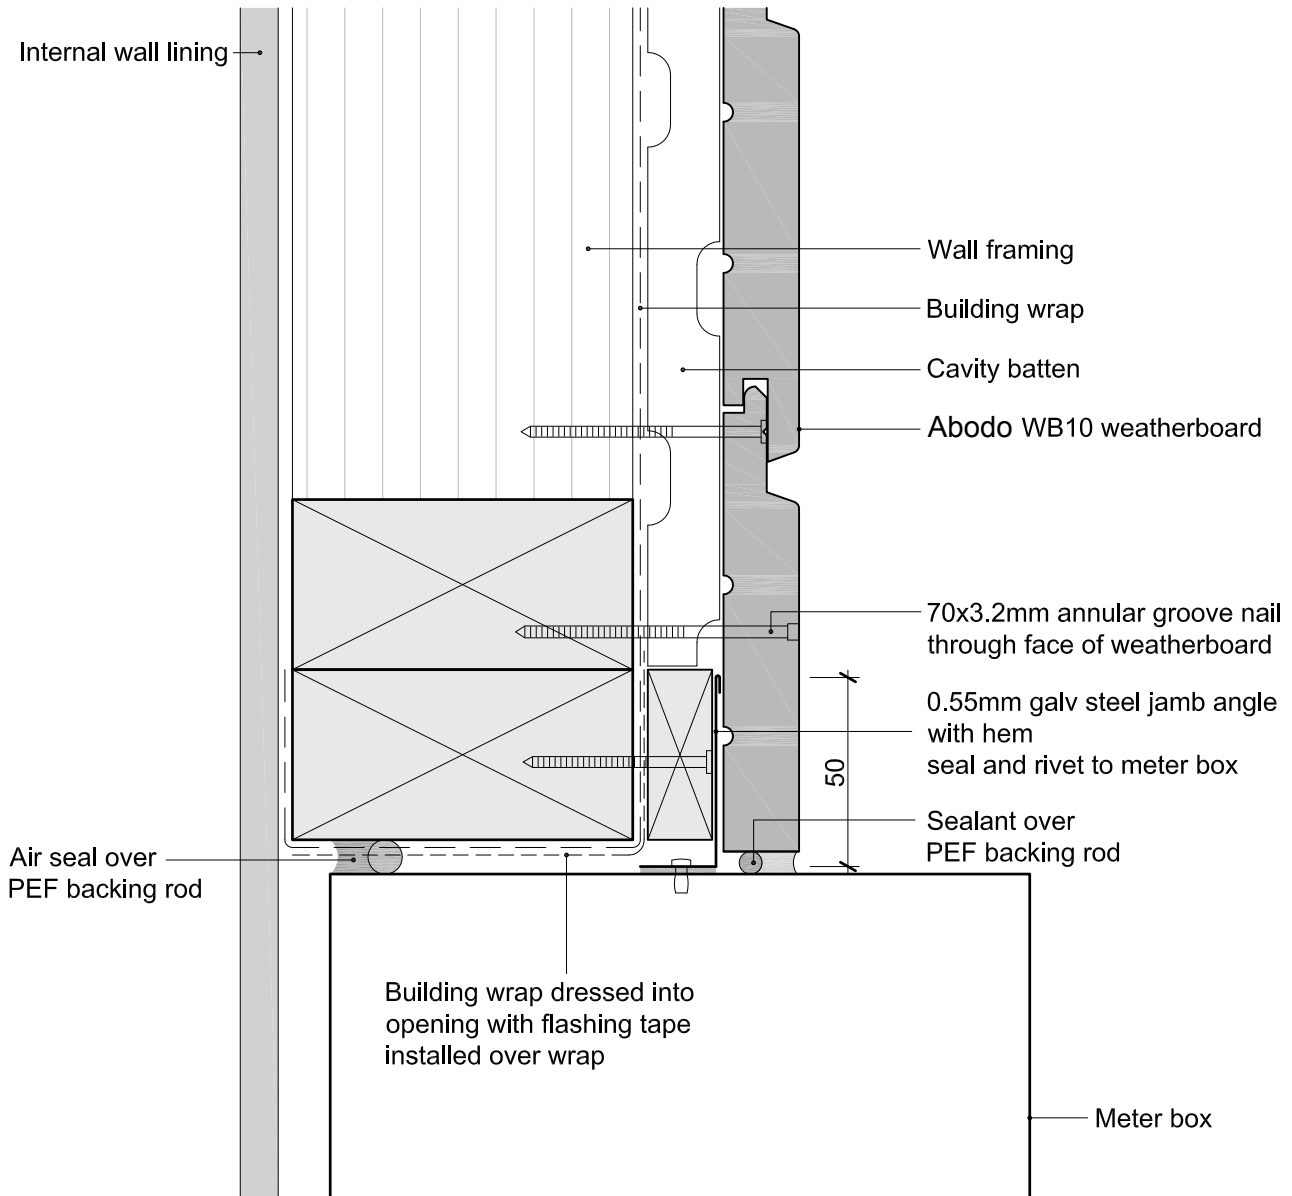 Internal wall lining
Wall framing
Building wrap
Cavity batten
Abodo WB10 weatherboard
70x3.2mm annular groove nail
through face of weatherboard
0.55mm galv steel jamb angle
with hem
seal and rivet to meter box
50
Sealant over
PEF backing rod
Air seal over
PEF backing rod
Building wrap dressed into
opening with flashing tape
installed over wrap
Meter box